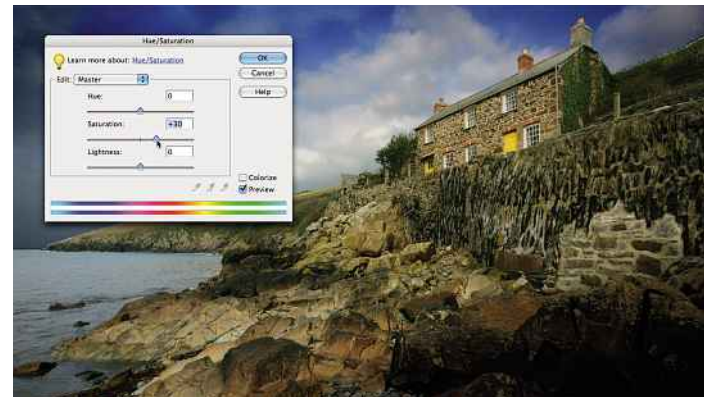 Hue/Saturation
Learn more about: Hue/Saturation
OK
Cancel
Help
Edit: Master
Hue: 0
Saturation: +30
Lightness: 0
Colorize
Preview